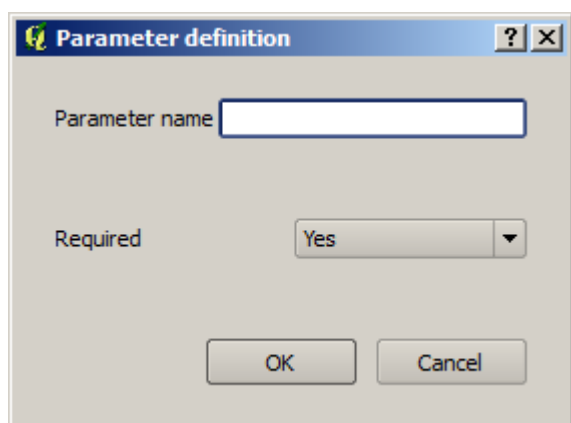 Parameter definition ?
Parameter name
Required Yes
OK Cancel